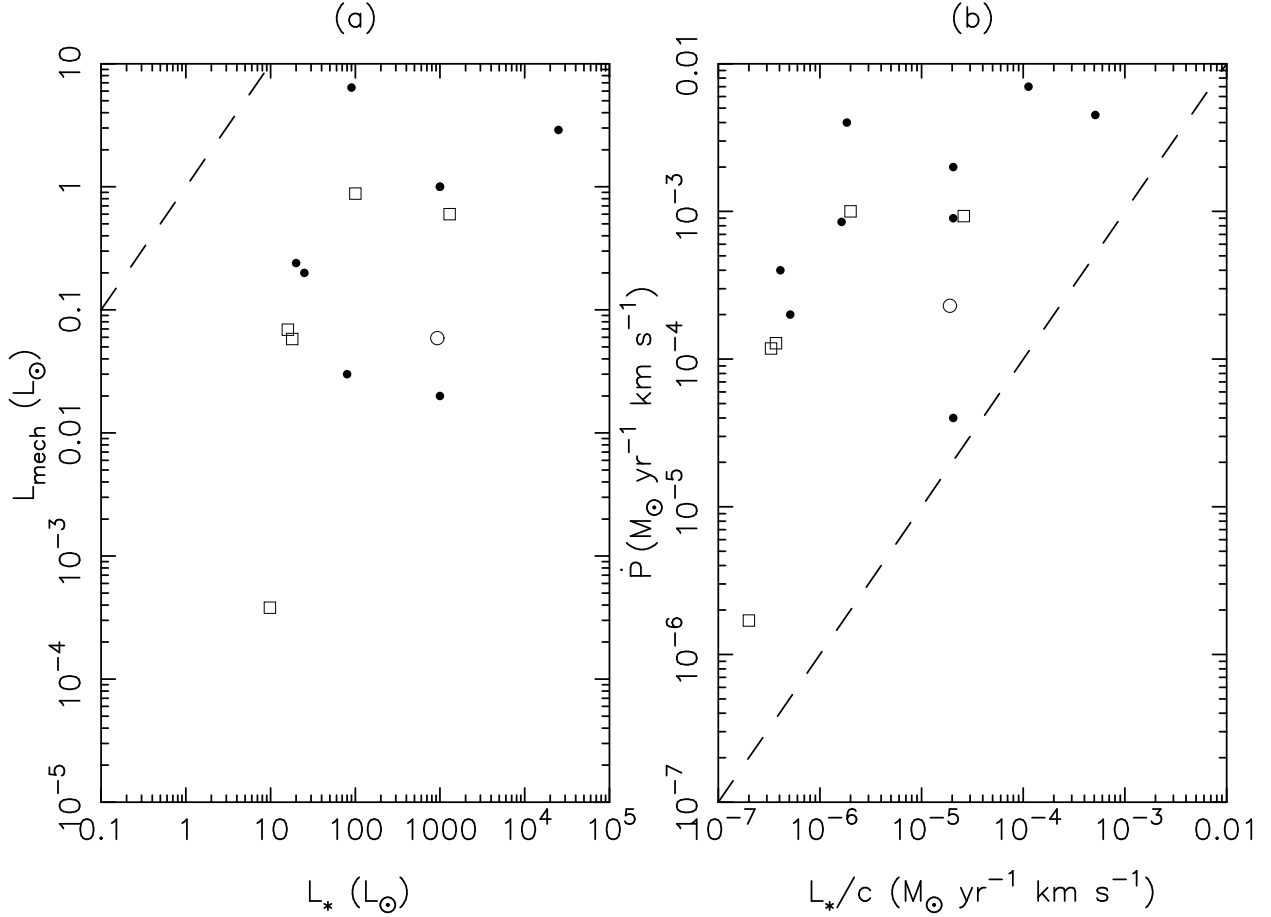 (a)
10
1
0.1
0.01
10⁻³
10⁻⁴
10⁻⁵
L_mech (L_⊙)
0.1 1 10 100 1000 10⁴ 10⁵
L_* (L_⊙)
(b)
0.01
10⁻³
10⁻⁴
10⁻⁵
10⁻⁶
10⁻⁷
Ṗ (M_⊙ yr⁻¹ km s⁻¹)
10⁻⁷ 10⁻⁶ 10⁻⁵ 10⁻⁴ 10⁻³ 0.01
L_*/c (M_⊙ yr⁻¹ km s⁻¹)